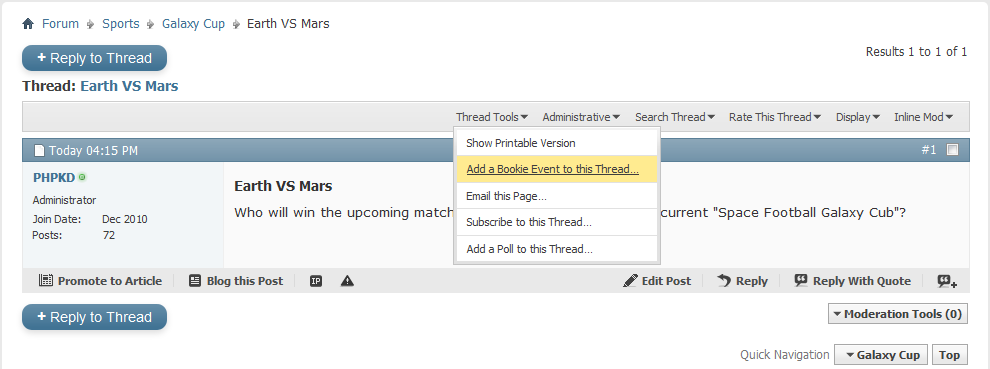 Forum Sports Galaxy Cup Earth VS Mars
+ Reply to Thread
Results 1 to 1 of 1
Thread: Earth VS Mars
Thread Tools Administrative Search Thread Rate This Thread Display Inline Mod
Show Printable Version
Add a Bookie Event to this Thread...
Email this Page...
Subscribe to this Thread...
Add a Poll to this Thread...
Today 04:15 PM #1
PHPKD
Administrator
Join Date: Dec 2010
Posts: 72
Earth VS Mars
Who will win the upcoming match current "Space Football Galaxy Cub"?
Promote to Article Blog this Post IP Edit Post Reply Reply With Quote
+ Reply to Thread
Moderation Tools (0)
Quick Navigation Galaxy Cup Top